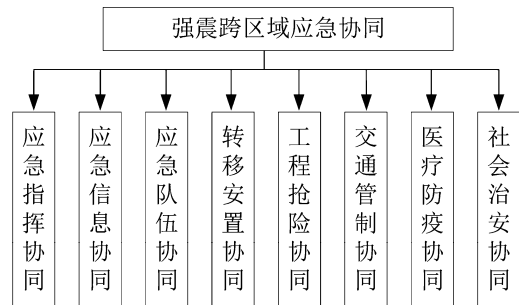 强震跨区域应急协同
应急指挥协同
应急信息协同
应急队伍协同
转移安置协同
工程抢险协同
交通管制协同
医疗防疫协同
社会治安协同